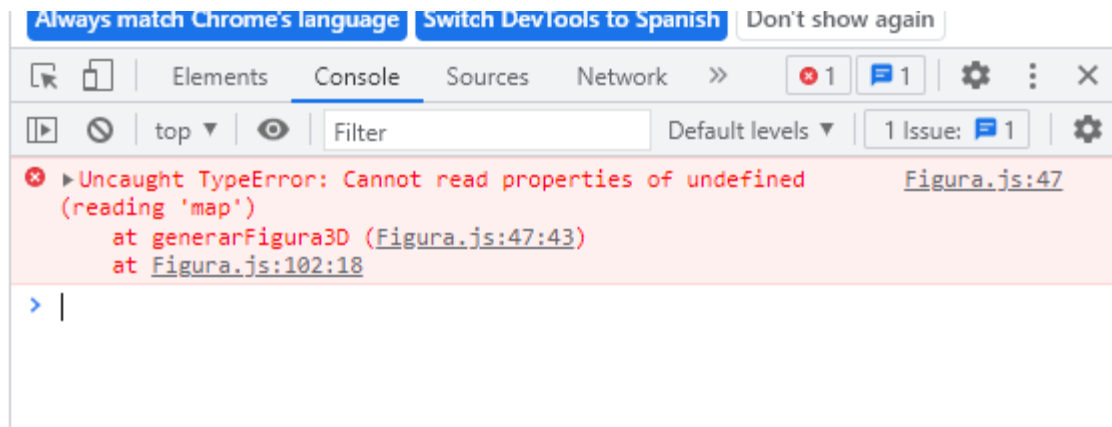 Always match Chrome's language Switch DevTools to Spanish Don't show again
Elements Console Sources Network » 1 1
top ▼ Filter Default levels ▼ 1 Issue: 1
▶Uncaught TypeError: Cannot read properties of undefined Figura.js:47
(reading 'map')
at generarFigura3D (Figura.js:47:43)
at Figura.js:102:18
>